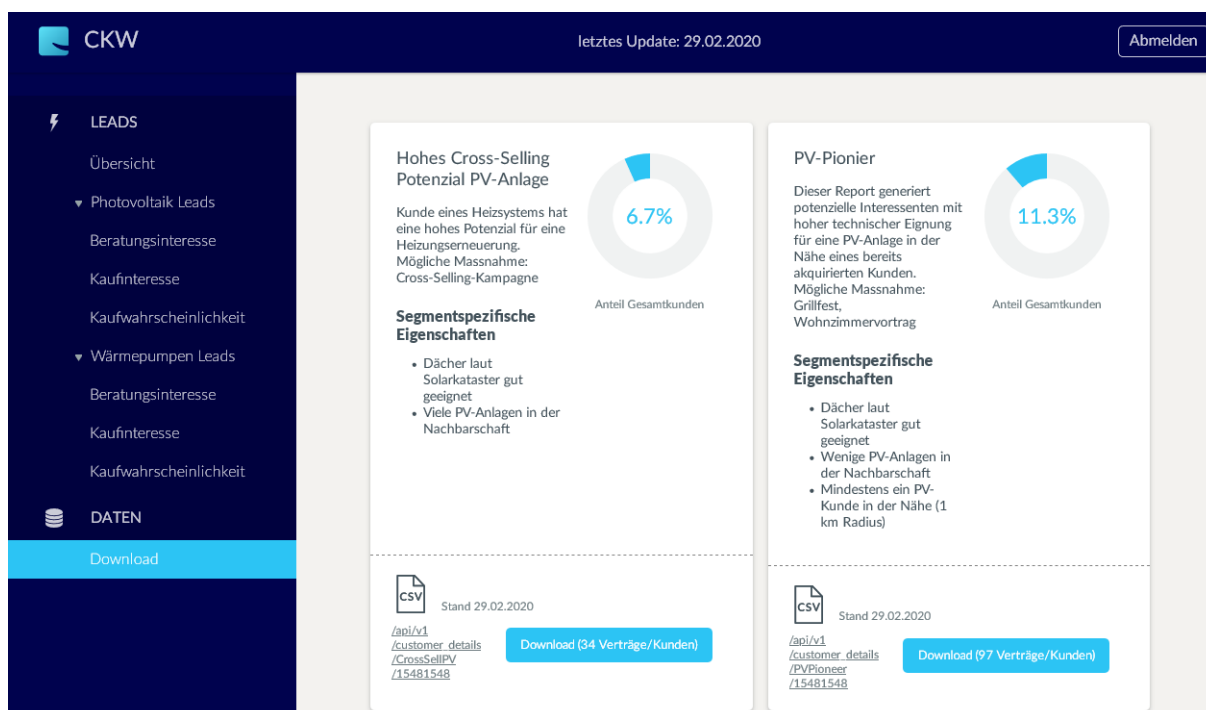 CKW
letztes Update: 29.02.2020
Abmelden
LEADS
Übersicht
Photovoltaik Leads
Beratungsinteresse
Kaufinteresse
Kaufwahrscheinlichkeit
Wärmepumpen Leads
Beratungsinteresse
Kaufinteresse
Kaufwahrscheinlichkeit
DATEN
Download
Hohes Cross-Selling
Potenzial PV-Anlage
Kunde eines Heizsystems hat
eine hohes Potenzial für eine
Heizungserneuerung.
Mögliche Massnahme:
Cross-Selling-Kampagne
6.7%
Anteil Gesamtkunden
Segmentspezifische
Eigenschaften
• Dächer laut
Solarkataster gut
geeignet
• Viele PV-Anlagen in der
Nachbarschaft
CSV
Stand 29.02.2020
/api/v1
/customer_details
/CrossSellPV
/15481548
Download (34 Verträge/Kunden)
PV-Pionier
Dieser Report generiert
potenzielle Interessenten mit
hoher technischer Eignung
für eine PV-Anlage in der
Nähe eines bereits
akquirierten Kunden.
Mögliche Massnahme:
Grillfest,
Wohnzimmervortrag
11.3%
Anteil Gesamtkunden
Segmentspezifische
Eigenschaften
• Dächer laut
Solarkataster gut
geeignet
• Wenige PV-Anlagen in
der Nachbarschaft
• Mindestens ein PV-
Kunde in der Nähe (1
km Radius)
CSV
Stand 29.02.2020
/api/v1
/customer_details
/PVPioneer
/15481548
Download (97 Verträge/Kunden)